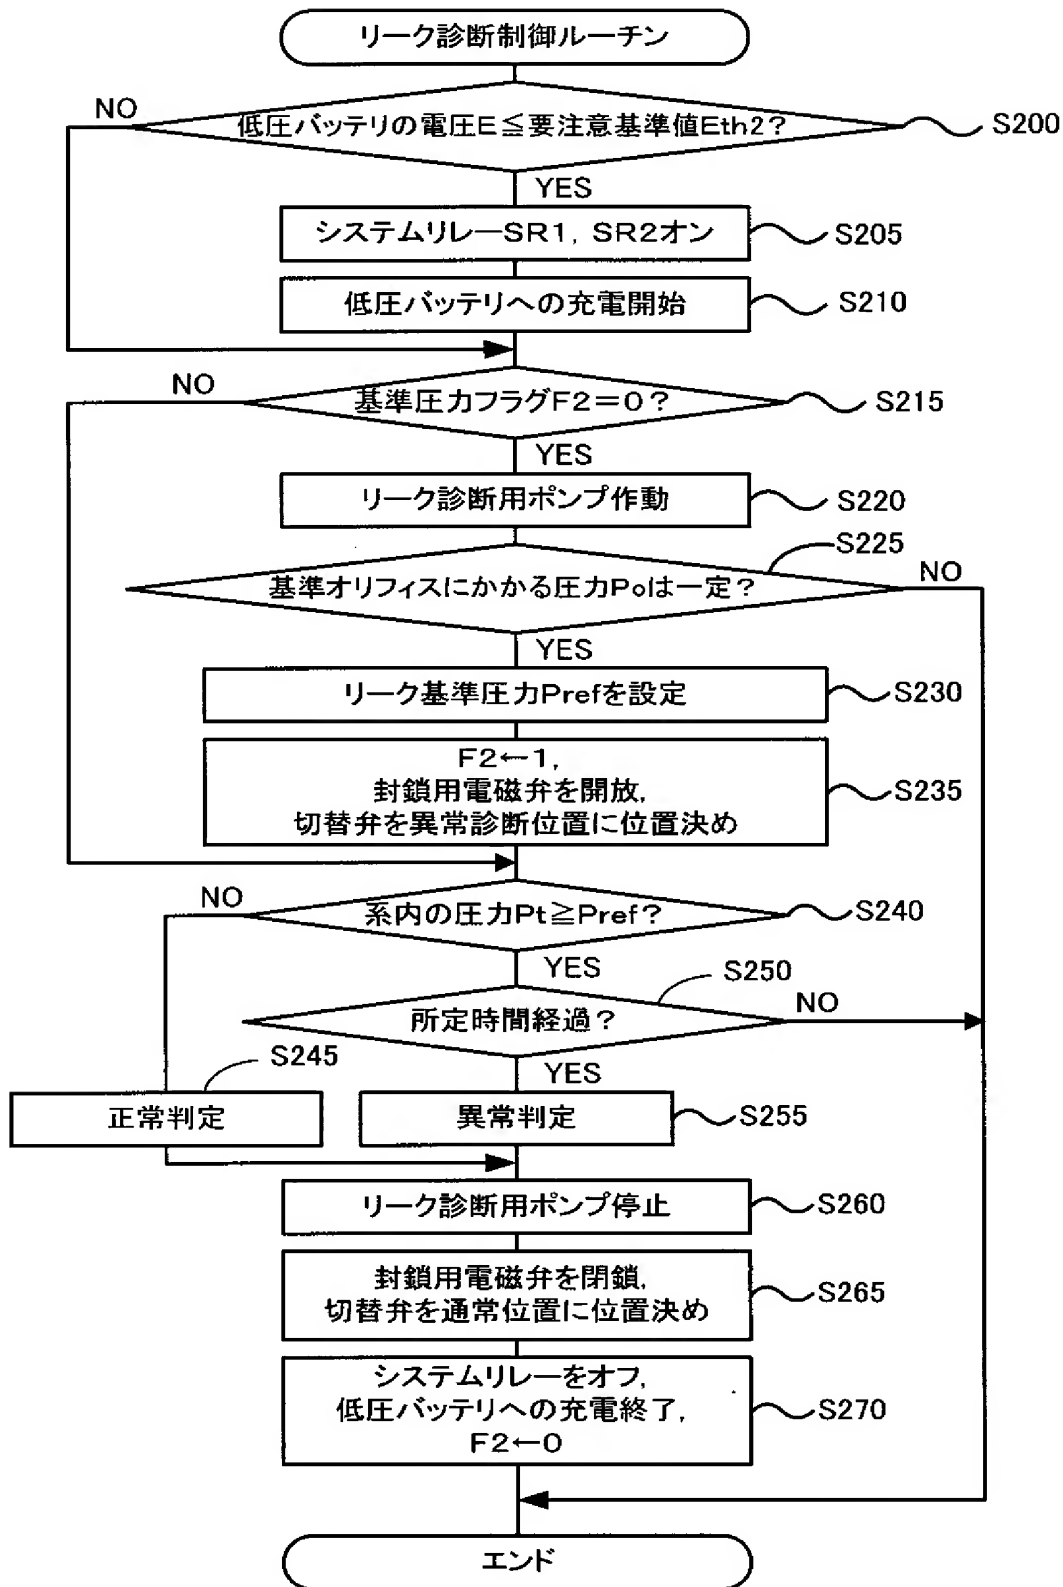 リーク診断制御ルーチン
NO
低圧バッテリの電圧E≦要注意基準値Eth2?
S200
YES
システムリレーSR1, SR2オン
S205
低圧バッテリへの充電開始
S210
NO
基準圧力フラグF2=0?
S215
YES
リーク診断用ポンプ作動
S220
S225
基準オリフィスにかかる圧力Poは一定?
NO
YES
リーク基準圧力Prefを設定
S230
F2←1,
封鎖用電磁弁を開放,
切替弁を異常診断位置に位置決め
S235
NO
系内の圧力Pt≧Pref?
S240
YES
S250
所定時間経過?
NO
S245
YES
正常判定
異常判定
S255
リーク診断用ポンプ停止
S260
封鎖用電磁弁を閉鎖,
切替弁を通常位置に位置決め
S265
システムリレーをオフ,
低圧バッテリへの充電終了,
F2←0
S270
エンド